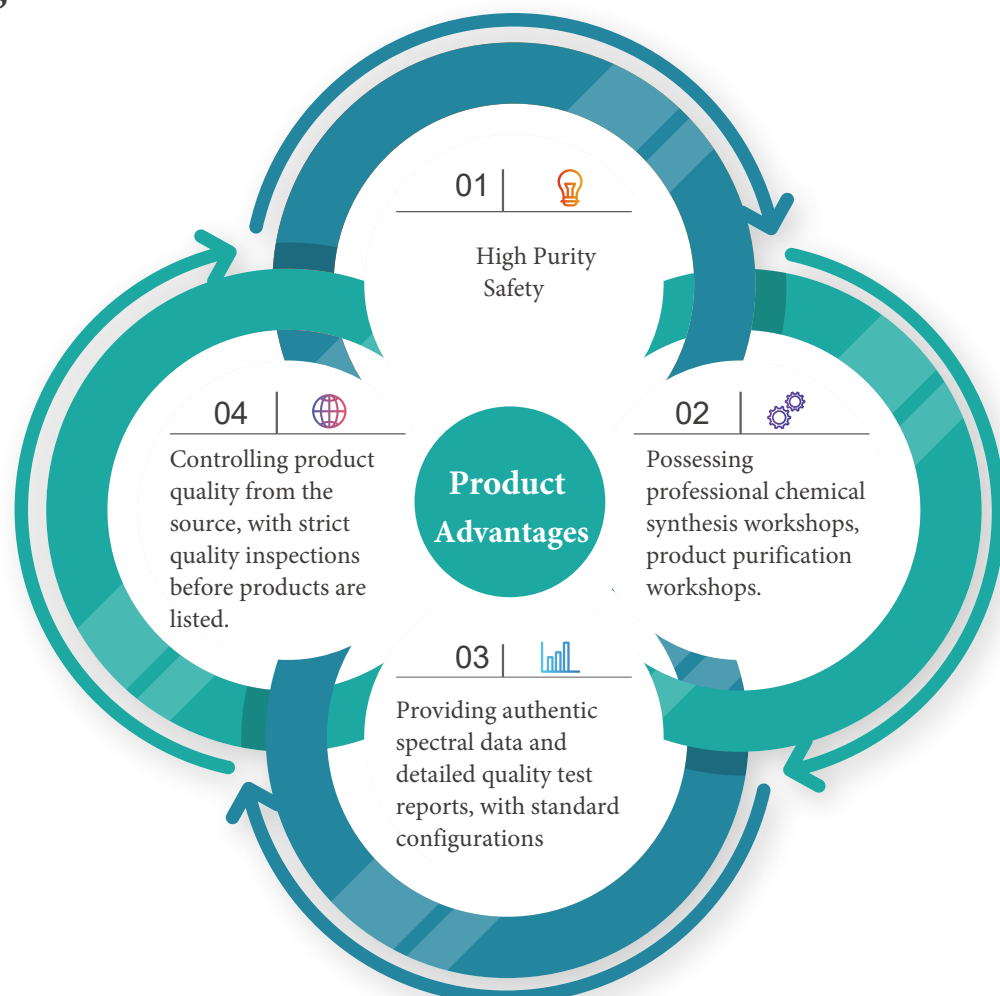 01
High Purity
Safety
02
Possessing
professional chemical
synthesis workshops,
product purification
workshops.
03
Providing authentic
spectral data and
detailed quality test
reports, with standard
configurations
04
Controlling product
quality from the
source, with strict
quality inspections
before products are
listed.
Product
Advantages